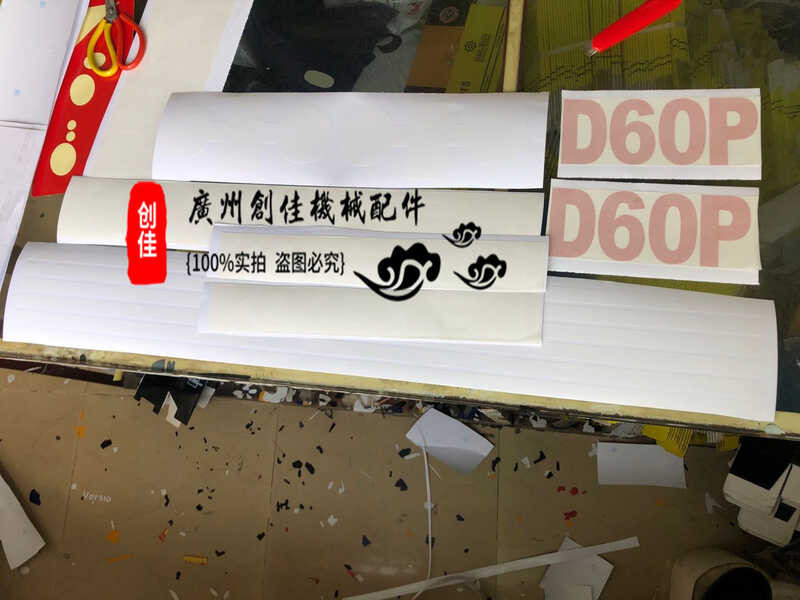 D60P
D60P
创佳
廣州創佳機械配件
{100%实拍 盗图必究}
Versio